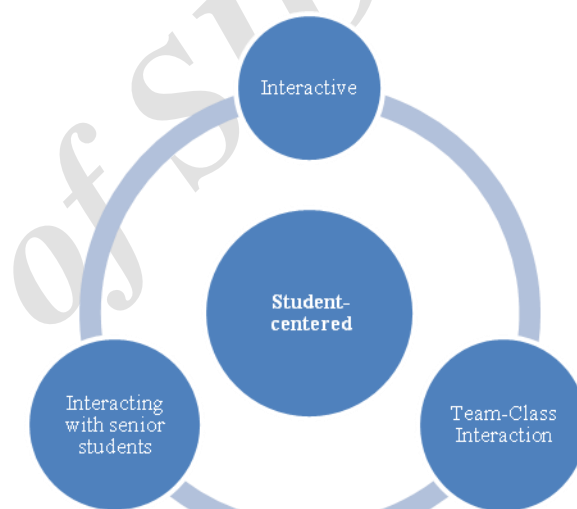 Interactive
Student-
centered
Interacting
with senior
students
Team-Class
Interaction